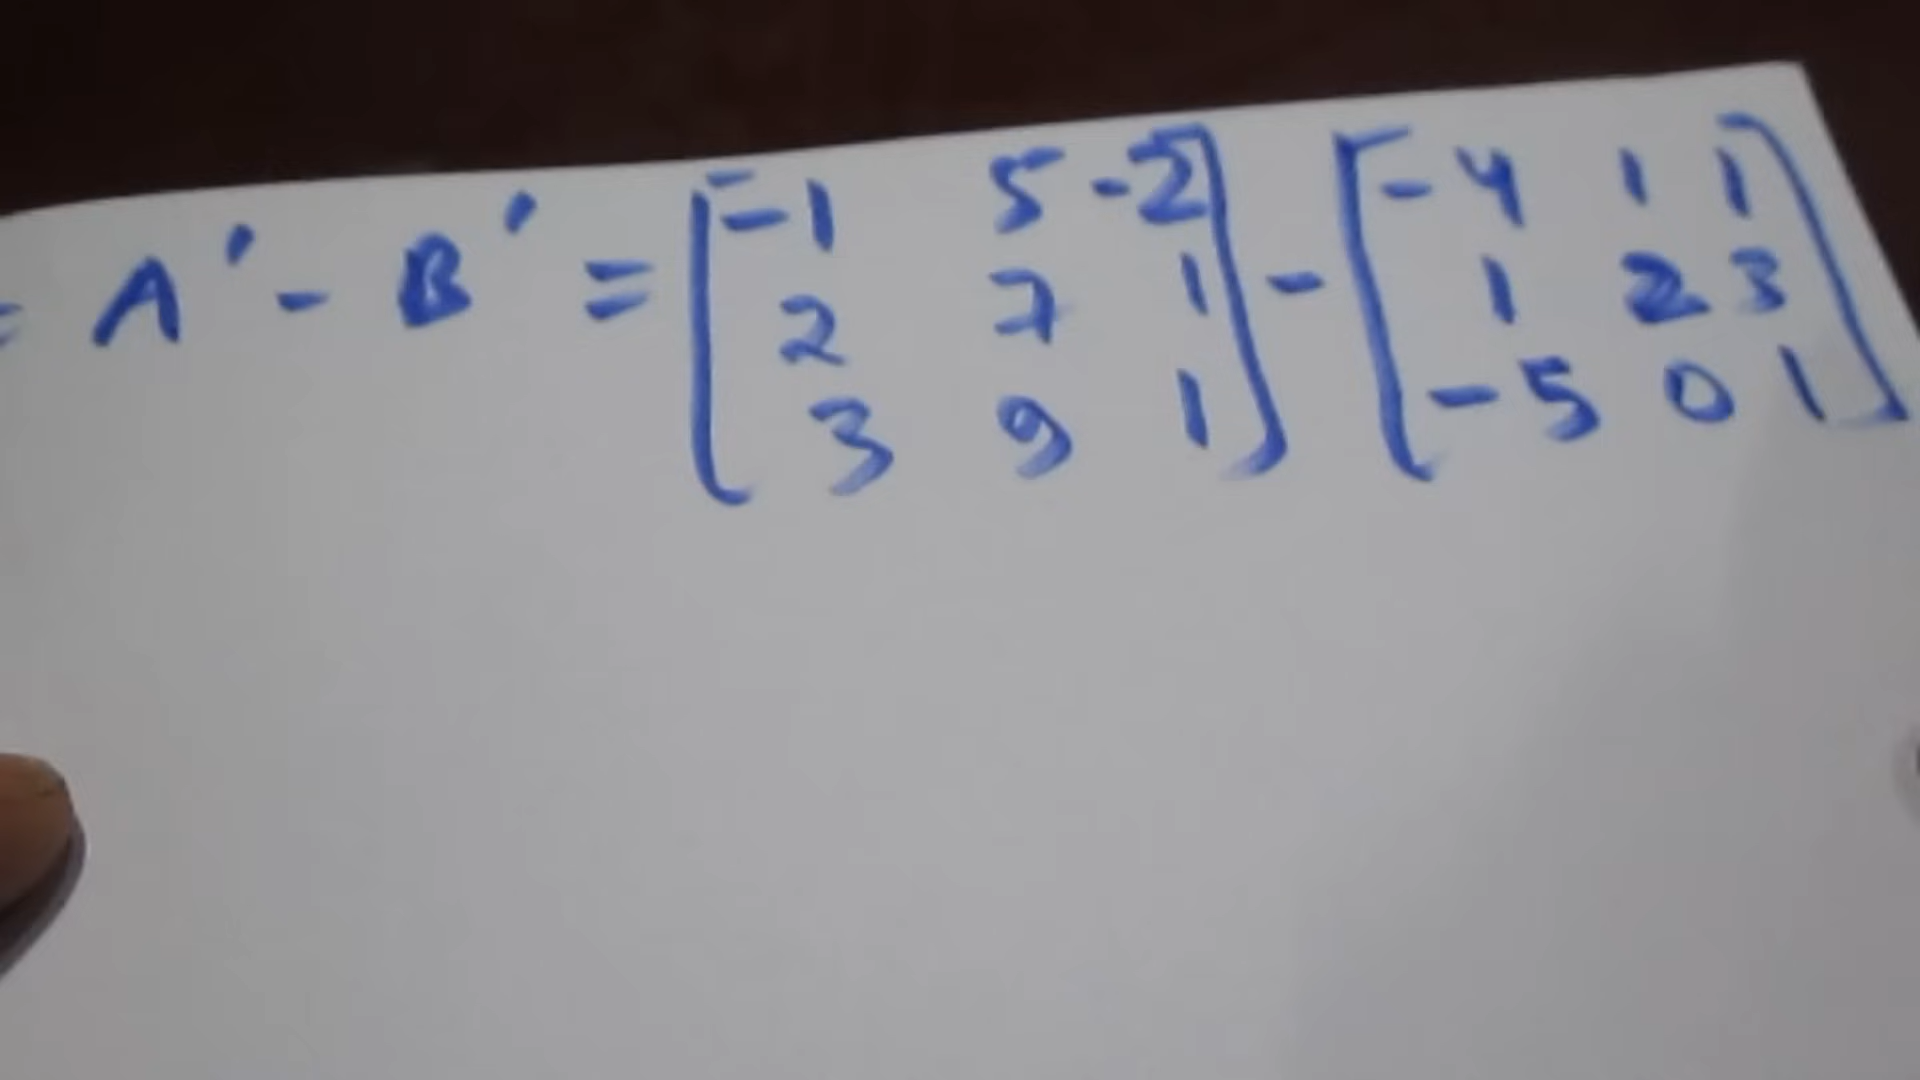 = A' - B' = [ -1 5 -2 ] - [ -4 1 1 ]
2 7 1 1 2 3
3 9 1 -5 0 1